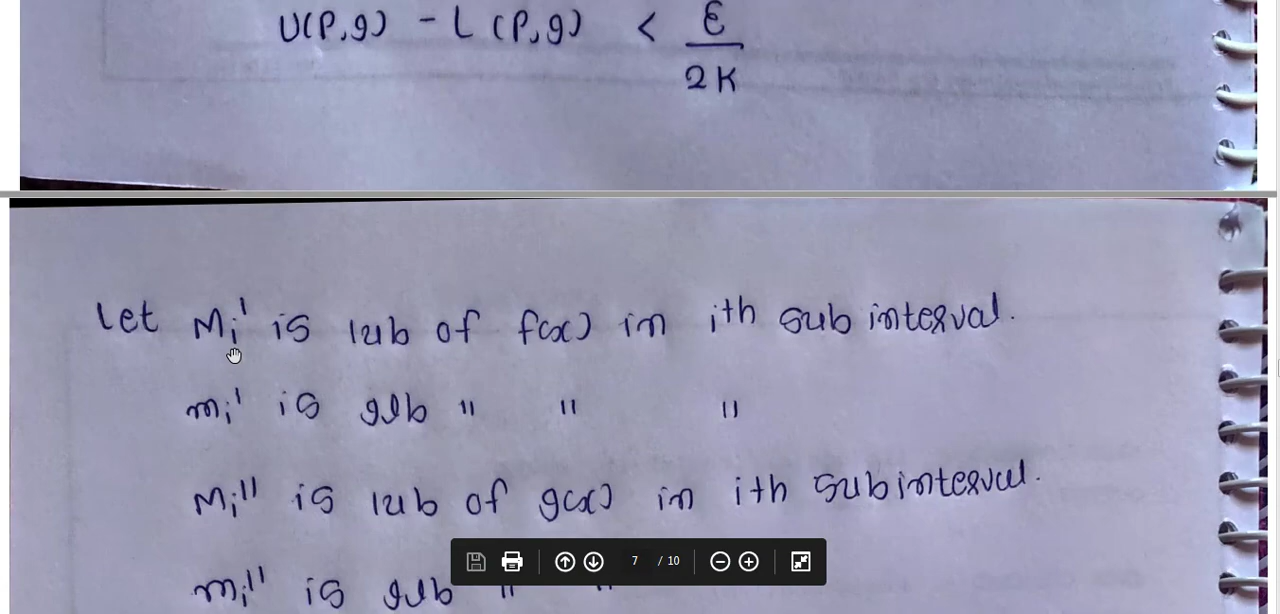 U(P,g) - L(P,g) < ε/2K
Let Mi' is lub of f(x) in ith sub interval.
mi' is glb " " "
Mi'' is lub of g(x) in ith subinterval.
7 / 10
mi'' is glb " "